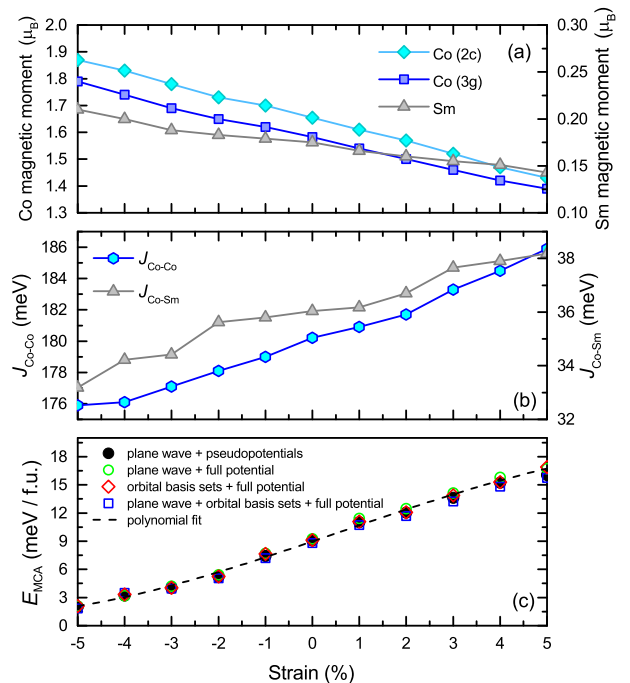 2.0
1.9
1.8
1.7
1.6
1.5
1.4
1.3
Co magnetic moment (μB)
(a)
Co (2c)
Co (3g)
Sm
0.30
0.25
0.20
0.15
0.10
Sm magnetic moment (μB)
186
184
182
180
178
176
JCo-Co (meV)
JCo-Co
JCo-Sm
(b)
38
36
34
32
JCo-Sm (meV)
18
15
12
9
6
3
0
EMCA (meV / f.u.)
plane wave + pseudopotentials
plane wave + full potential
orbital basis sets + full potential
plane wave + orbital basis sets + full potential
polynomial fit
(c)
-5 -4 -3 -2 -1 0 1 2 3 4 5
Strain (%)